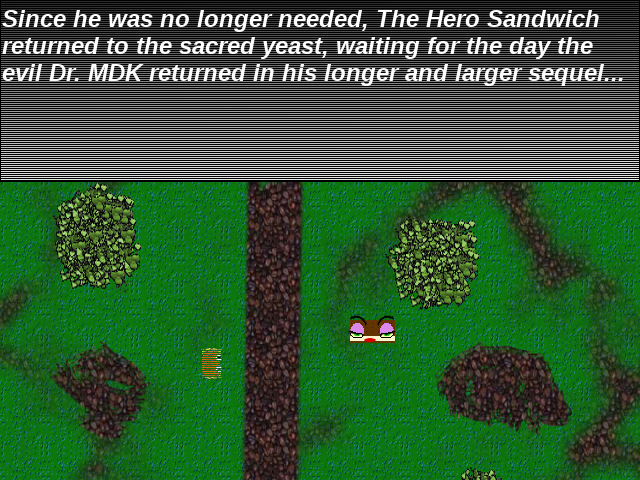 Since he was no longer needed, The Hero Sandwich
returned to the sacred yeast, waiting for the day the
evil Dr. MDK returned in his longer and larger sequel...